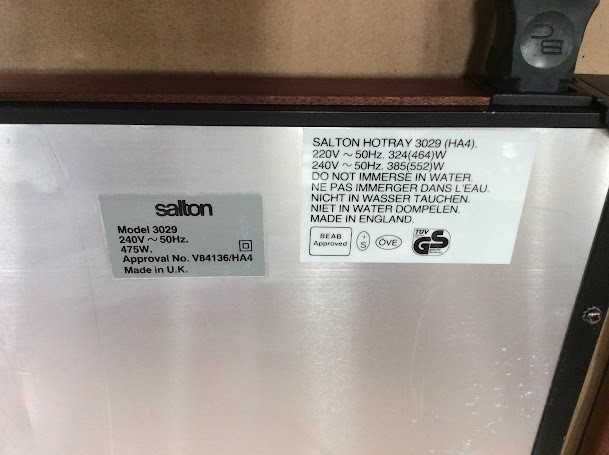 salton
Model 3029
240V ~ 50Hz.
475W.
Approval No. V84136/HA4
Made in U.K.
SALTON HOTRAY 3029 (HA4).
220V ~ 50Hz. 324(464)W
240V ~ 50Hz. 385(552)W
DO NOT IMMERSE IN WATER.
NE PAS IMMERGER DANS L'EAU.
NICHT IN WASSER TAUCHEN.
NIET IN WATER DOMPELEN.
MADE IN ENGLAND.
BEAB
Approved
+
S
ÖVE
TÜV
GS